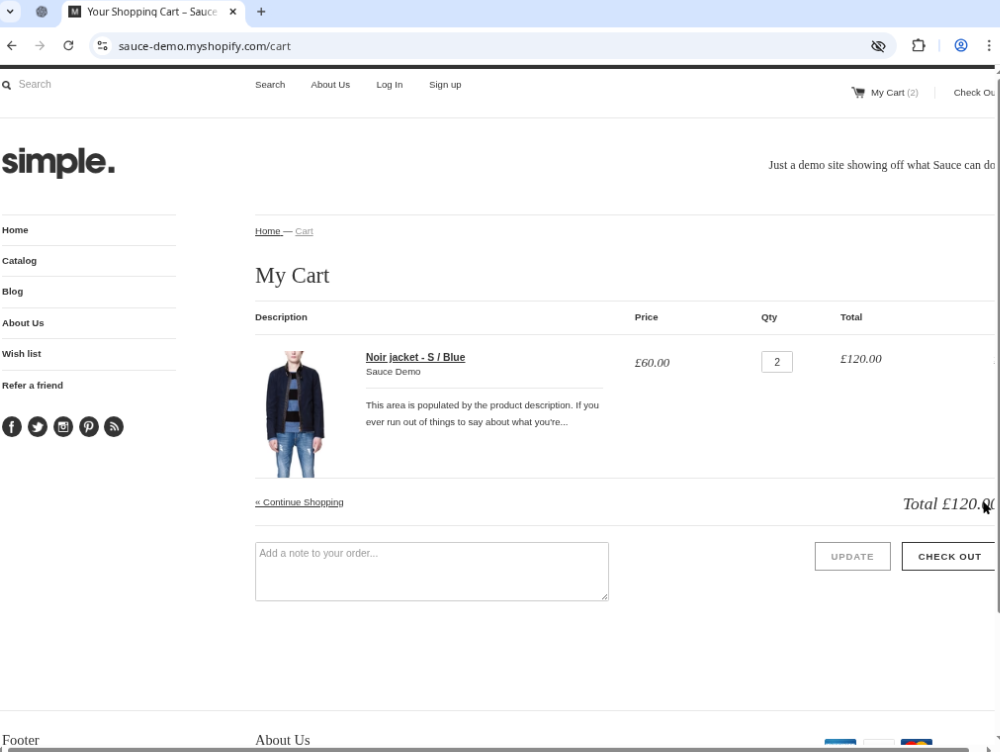 Your Shopping Cart – Sauce
sauce-demo.myshopify.com/cart
Search
Search About Us Log In Sign up
My Cart (2)
Check Ou
simple.
Just a demo site showing off what Sauce can do
Home
Catalog
Blog
About Us
Wish list
Refer a friend
Home — Cart
My Cart
Description Price Qty Total
Noir jacket - S / Blue
Sauce Demo
This area is populated by the product description. If you
ever run out of things to say about what you're...
£60.00
2
£120.00
« Continue Shopping
Total £120.00
Add a note to your order...
UPDATE
CHECK OUT
Footer
About Us